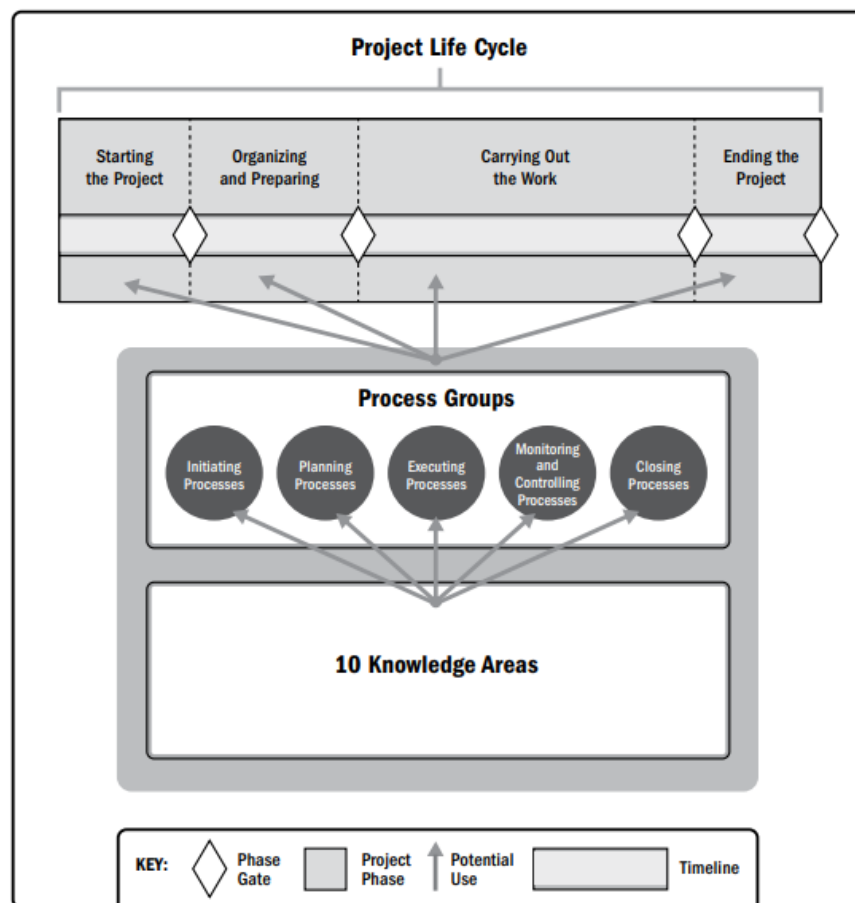 Project Life Cycle
Starting
the Project
Organizing
and Preparing
Carrying Out
the Work
Ending the
Project
Process Groups
Initiating
Processes
Planning
Processes
Executing
Processes
Monitoring
and
Controlling
Processes
Closing
Processes
10 Knowledge Areas
KEY:
Phase
Gate
Project
Phase
Potential
Use
Timeline